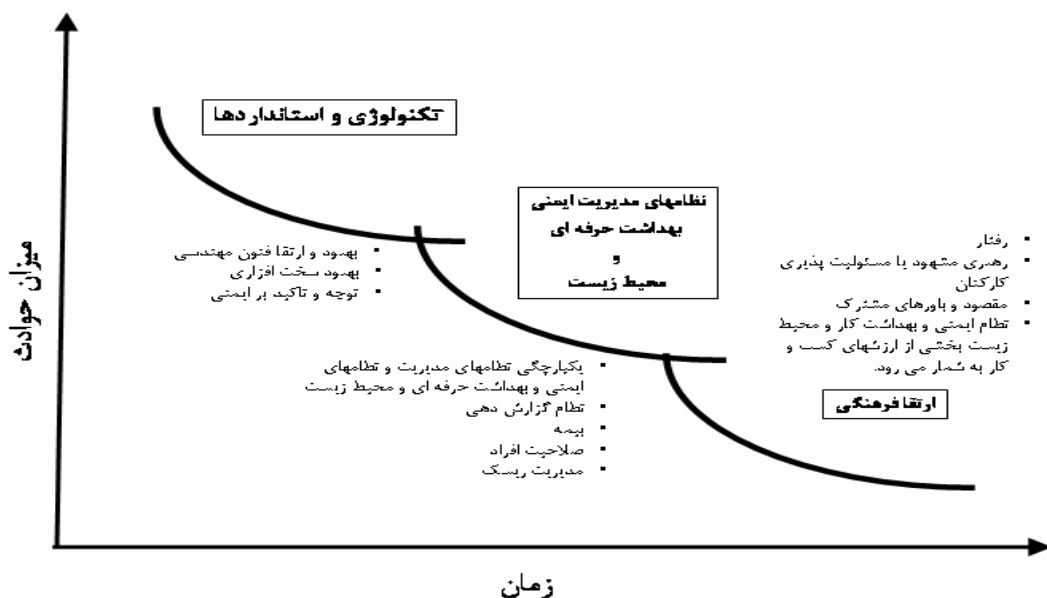 تکنولوژی و استانداردها
بهبود و ارتقا فنون مهندسی
بهبود سخت افزاری
توجه و تاکید بر ایمنی
نظامهای مدیریت ایمنی
بهداشت حرفه ای
و
محیط زیست
یکپارچگی نظامهای مدیریت و نظامهای
ایمنی و بهداشت حرفه ای و محیط زیست
نظام گزارش دهی
بیمه
صلاحیت افراد
مدیریت ریسک
رفتار
رهبری مشهود با مسئولیت پذیری
کارکنان
مقصود و باورهای مشترک
نظام ایمنی و بهداشت کار و محیط
زیست بخشی از ارزشهای کسب و
کار به شمار می رود.
ارتقا فرهنگی
میزان حوادث
زمان